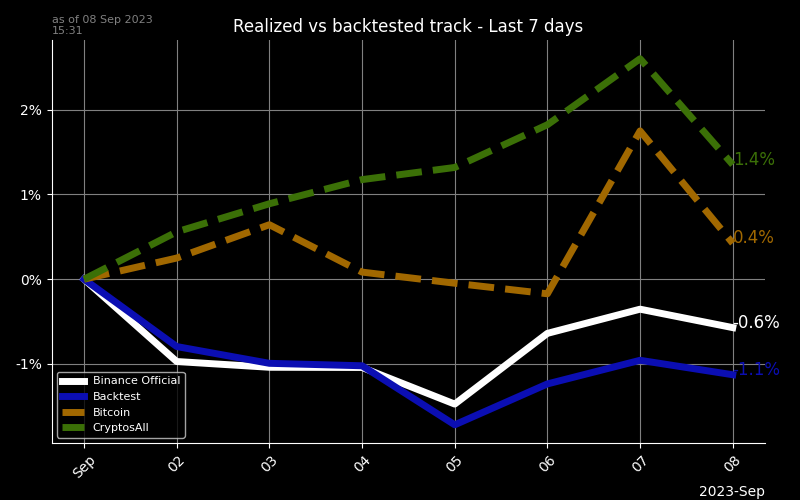 as of 08 Sep 2023
15:31
Realized vs backtested track - Last 7 days
2%
1%
0%
-1%
1.4%
0.4%
-0.6%
-1.1%
Binance Official
Backtest
Bitcoin
CryptosAll
Sep
02
03
04
05
06
07
08
2023-Sep